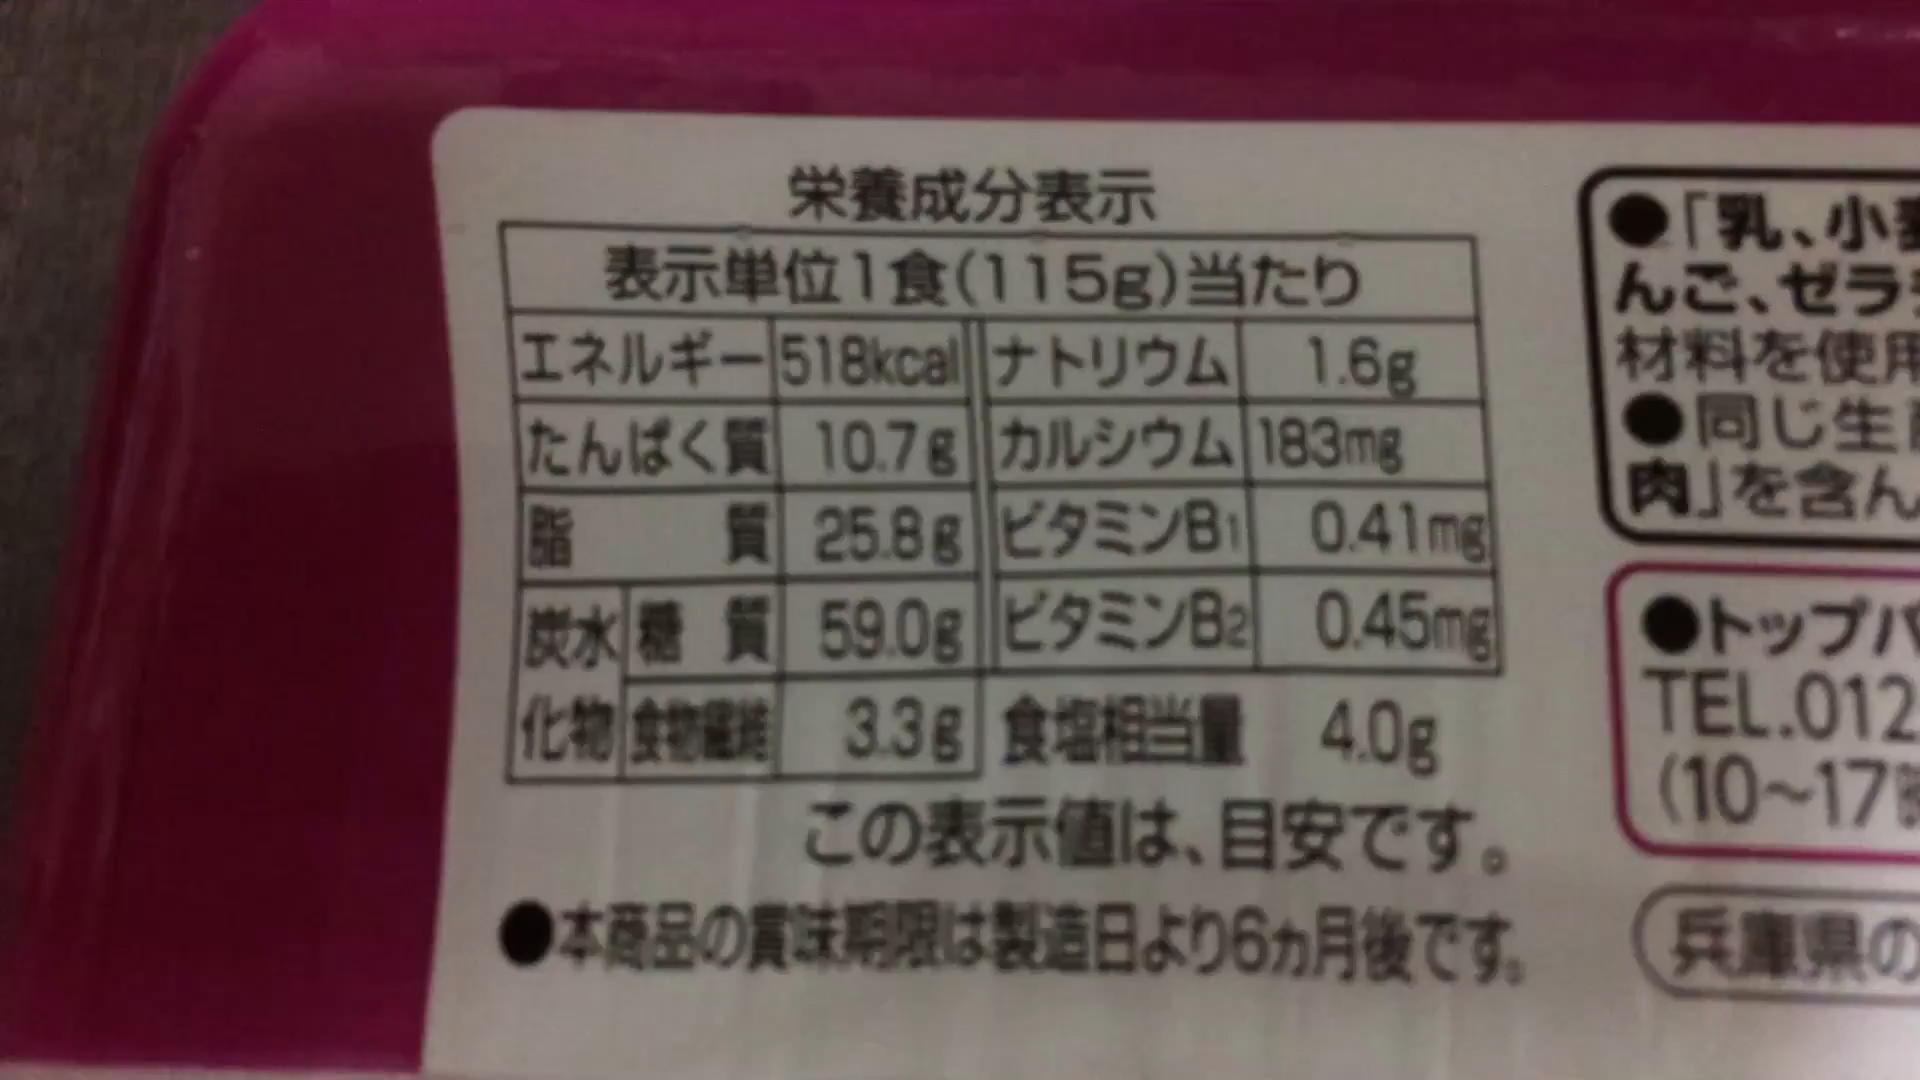 栄養成分表示
表示単位1食(115g)当たり
エネルギー 518kcal ナトリウム 1.6g
たんぱく質 10.7g カルシウム 183mg
脂質 25.8g ビタミンB1 0.41mg
炭水化物 糖質 59.0g ビタミンB2 0.45mg
食物繊維 3.3g 食塩相当量 4.0g
この表示値は、目安です。
●本商品の賞味期限は製造日より6ヵ月後です。
●「乳、小
んご、ゼラ
材料を使用
●同じ生
肉」を含ん
●トップバ
TEL.012
(10～17時
兵庫県の